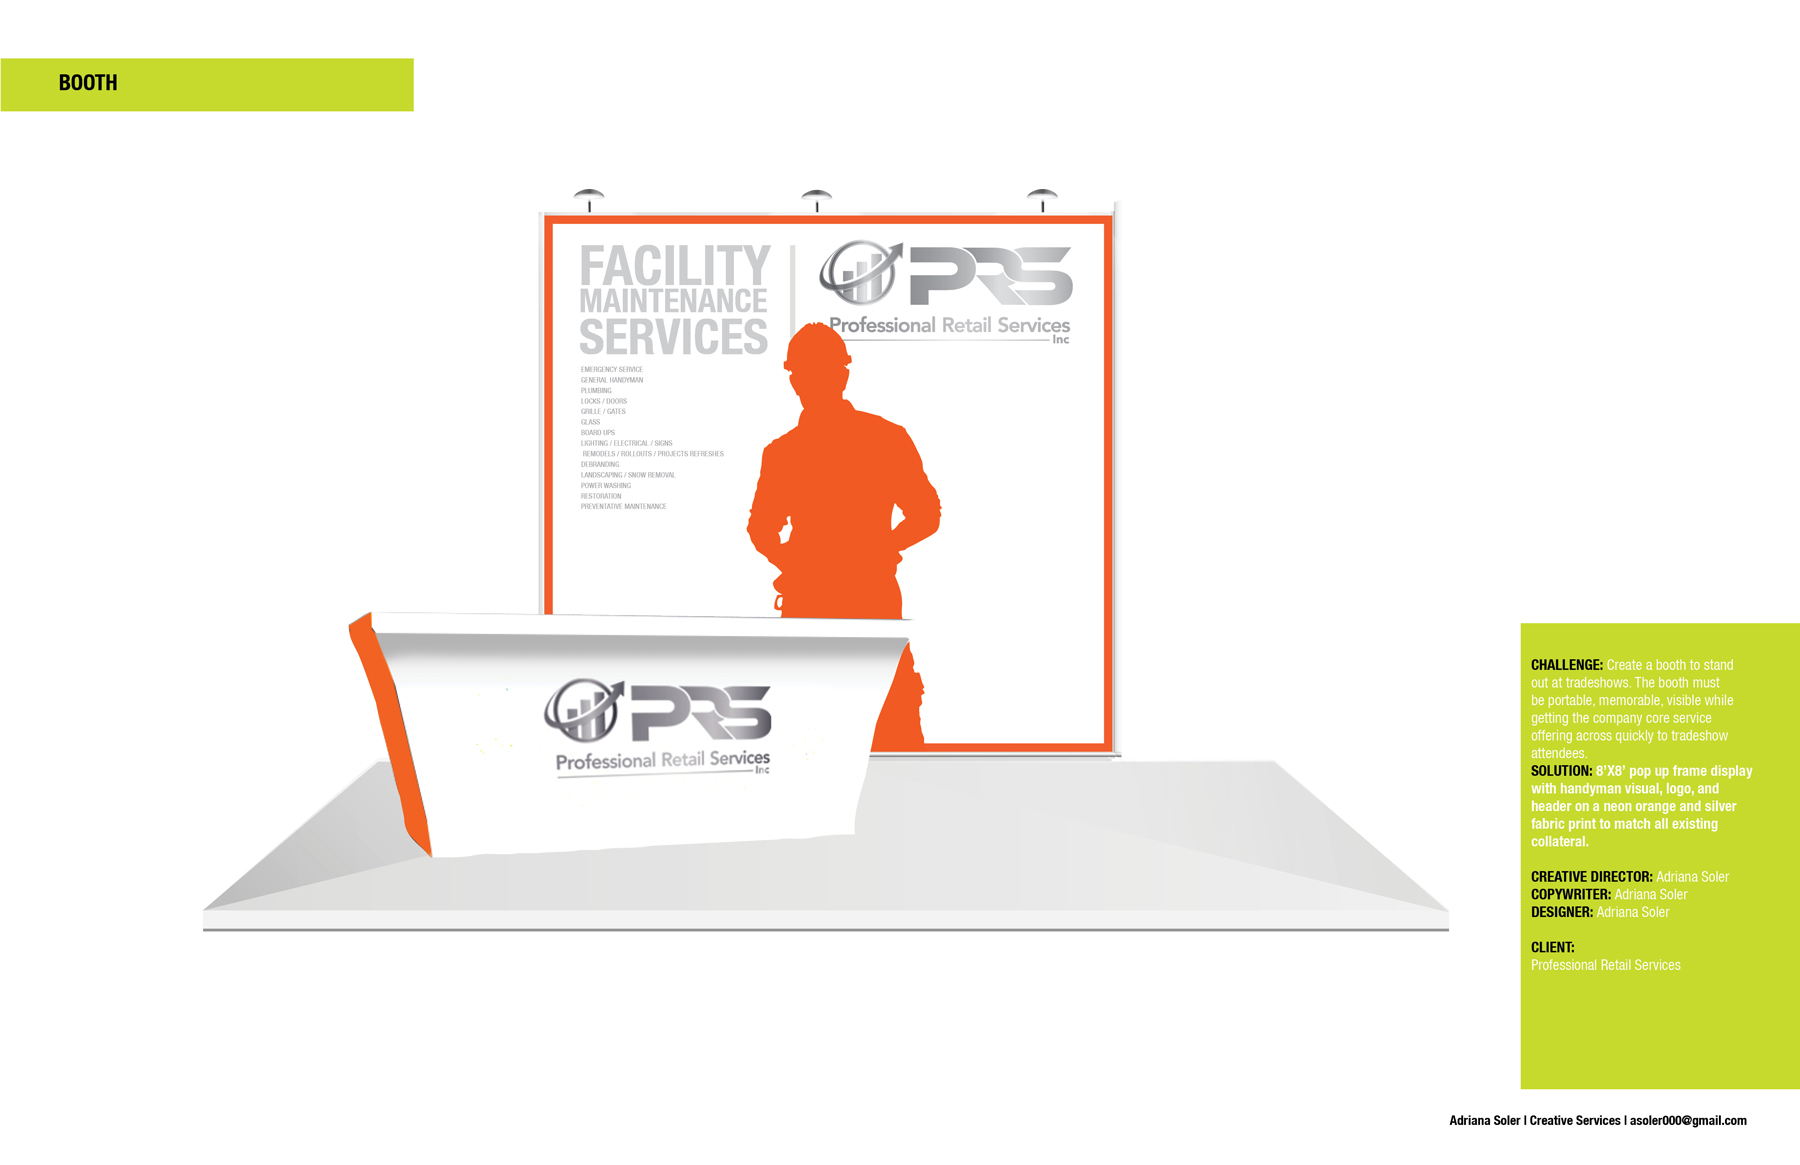 BOOTH
FACILITY
MAINTENANCE
SERVICES
EMERGENCY SERVICE
GENERAL HANDYMAN
PLUMBING
LOCKS / DOORS
GRILLE / GATES
GLASS
BOARD UPS
LIGHTING / ELECTRICAL / SIGNS
REMODELS / ROLLOUTS / PROJECTS REFRESHES
DEBRANDING
LANDSCAPING / SNOW REMOVAL
POWER WASHING
RESTORATION
PREVENTATIVE MAINTENANCE
PRS
Professional Retail Services
Inc
PRS
Professional Retail Services
Inc
CHALLENGE: Create a booth to stand
out at tradeshows. The booth must
be portable, memorable, visible while
getting the company core service
offering across quickly to tradeshow
attendees.
SOLUTION: 8'X8' pop up frame display
with handyman visual, logo, and
header on a neon orange and silver
fabric print to match all existing
collateral.
CREATIVE DIRECTOR: Adriana Soler
COPYWRITER: Adriana Soler
DESIGNER: Adriana Soler
CLIENT:
Professional Retail Services
Adriana Soler | Creative Services | asoler000@gmail.com